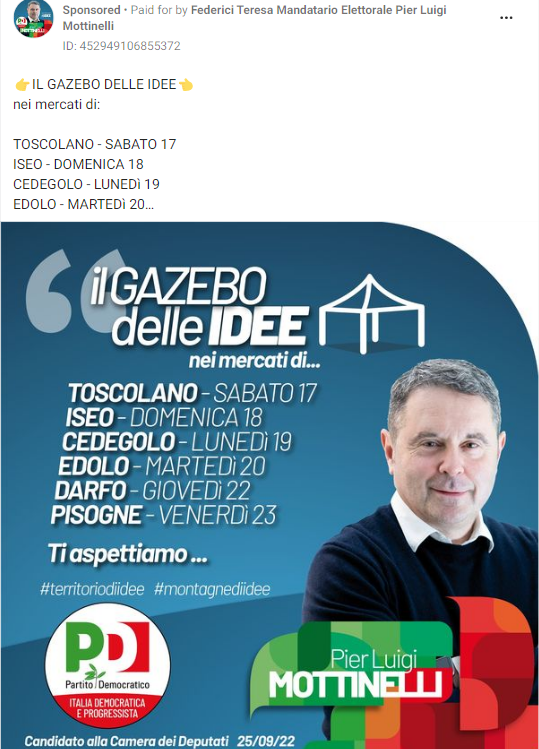 Sponsored • Paid for by Federici Teresa Mandatario Elettorale Pier Luigi
Mottinelli
ID: 452949106855372
👉IL GAZEBO DELLE IDEE👈
nei mercati di:
TOSCOLANO - SABATO 17
ISEO - DOMENICA 18
CEDEGOLO - LUNEDì 19
EDOLO - MARTEDÌ 20...
il GAZEBO
delle IDEE
nei mercati di...
TOSCOLANO - SABATO 17
ISEO - DOMENICA 18
CEDEGOLO - LUNEDÌ 19
EDOLO - MARTEDÌ 20
DARFO - GIOVEDÌ 22
PISOGNE - VENERDÌ 23
Ti aspettiamo ...
#territoriodiidee #montagnediidee
PD
Partito Democratico
ITALIA DEMOCRATICA
E PROGRESSISTA
Pier Luigi
MOTTINELLI
Candidato alla Camera dei Deputati 25/09/22